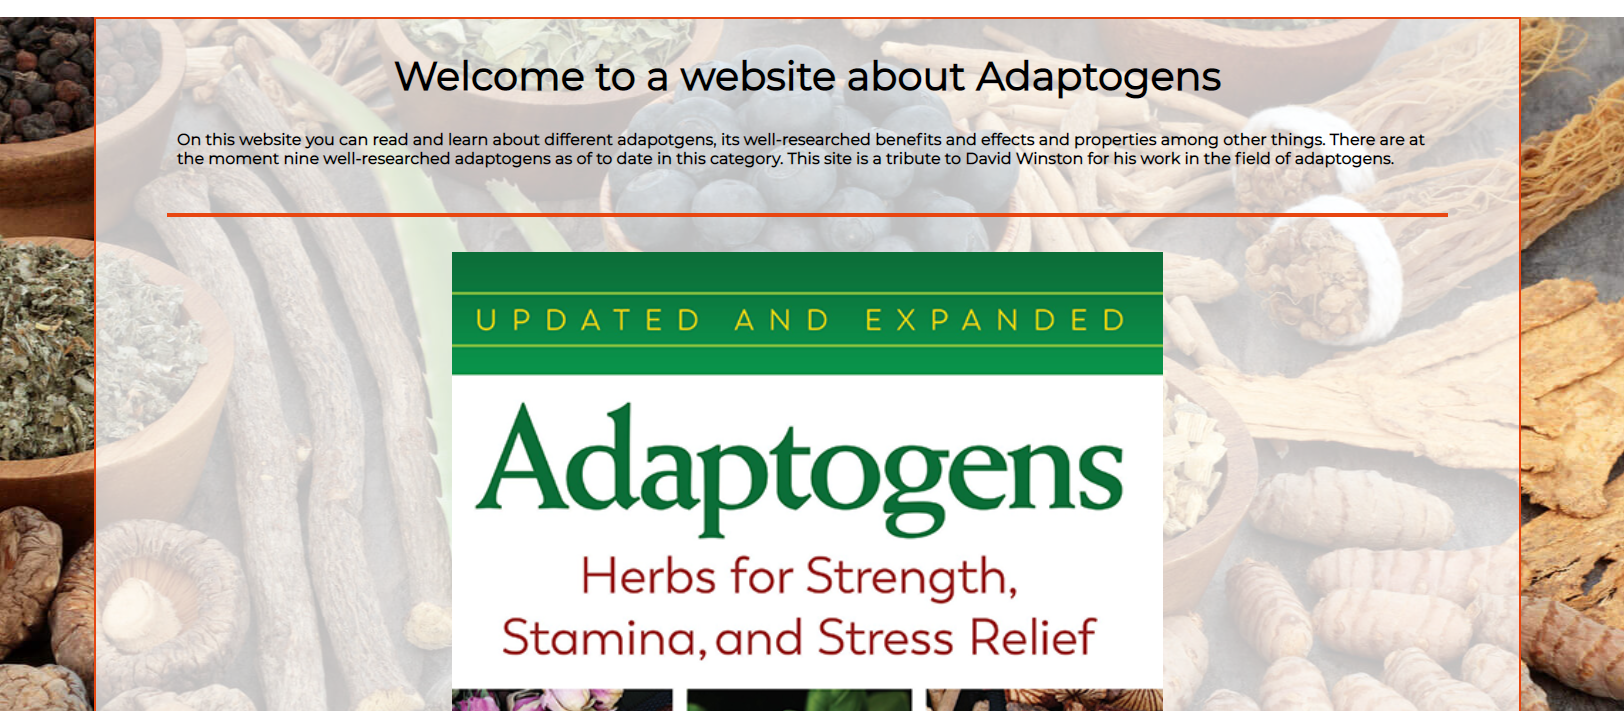 Welcome to a website about Adaptogens
On this website you can read and learn about different adapotgens, its well-researched benefits and effects and properties among other things. There are at
the moment nine well-researched adaptogens as of to date in this category. This site is a tribute to David Winston for his work in the field of adaptogens.
UPDATED AND EXPANDED
Adaptogens
Herbs for Strength,
Stamina, and Stress Relief